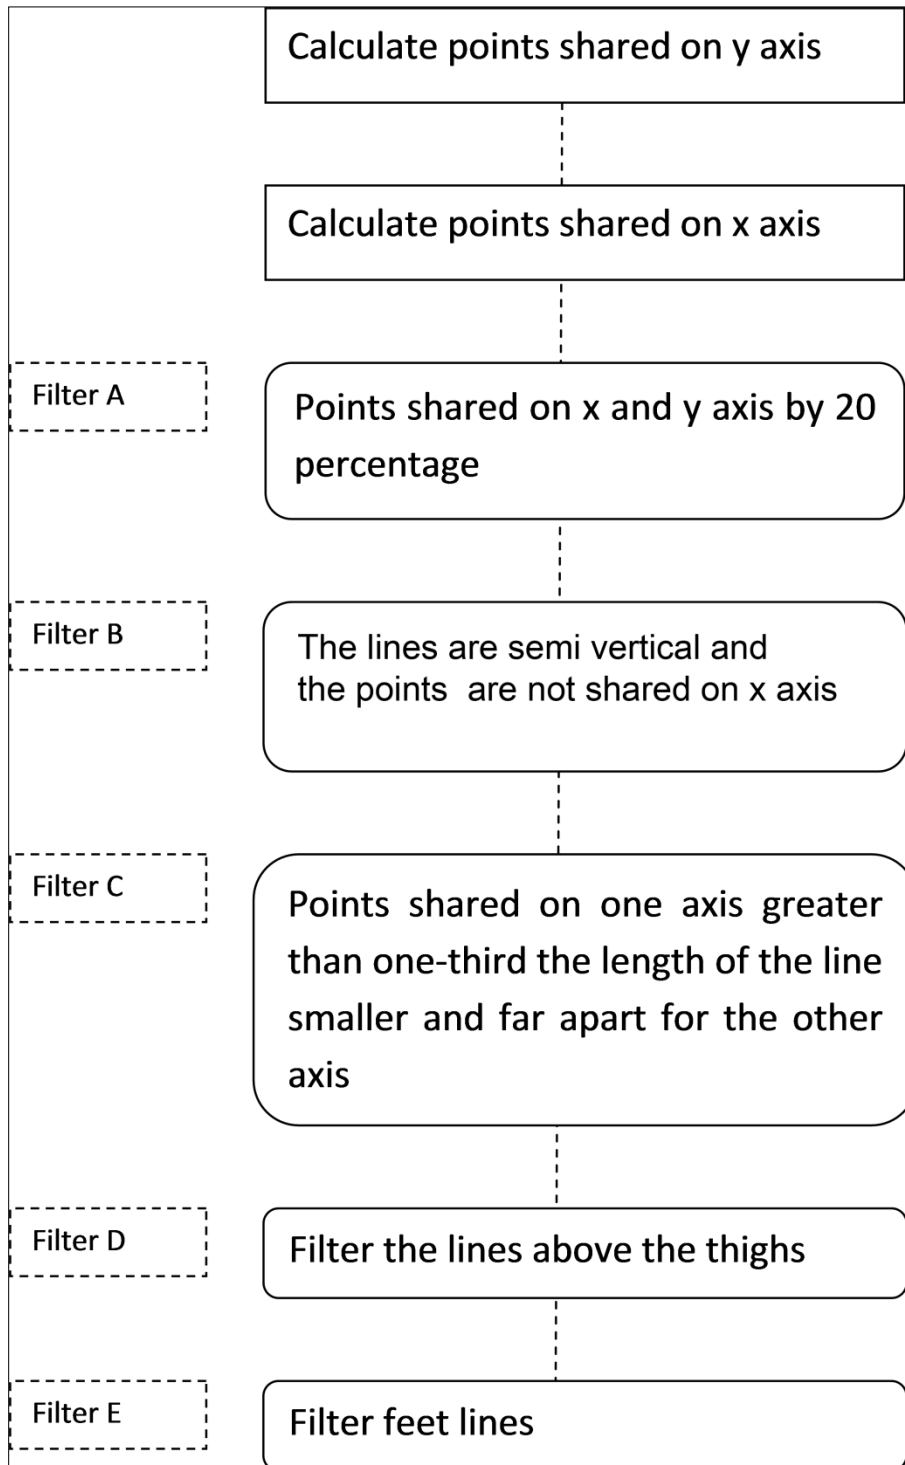 Calculate points shared on y axis
Calculate points shared on x axis
Filter A
Points shared on x and y axis by 20
percentage
Filter B
The lines are semi vertical and
the points are not shared on x axis
Filter C
Points shared on one axis greater
than one-third the length of the line
smaller and far apart for the other
axis
Filter D
Filter the lines above the thighs
Filter E
Filter feet lines